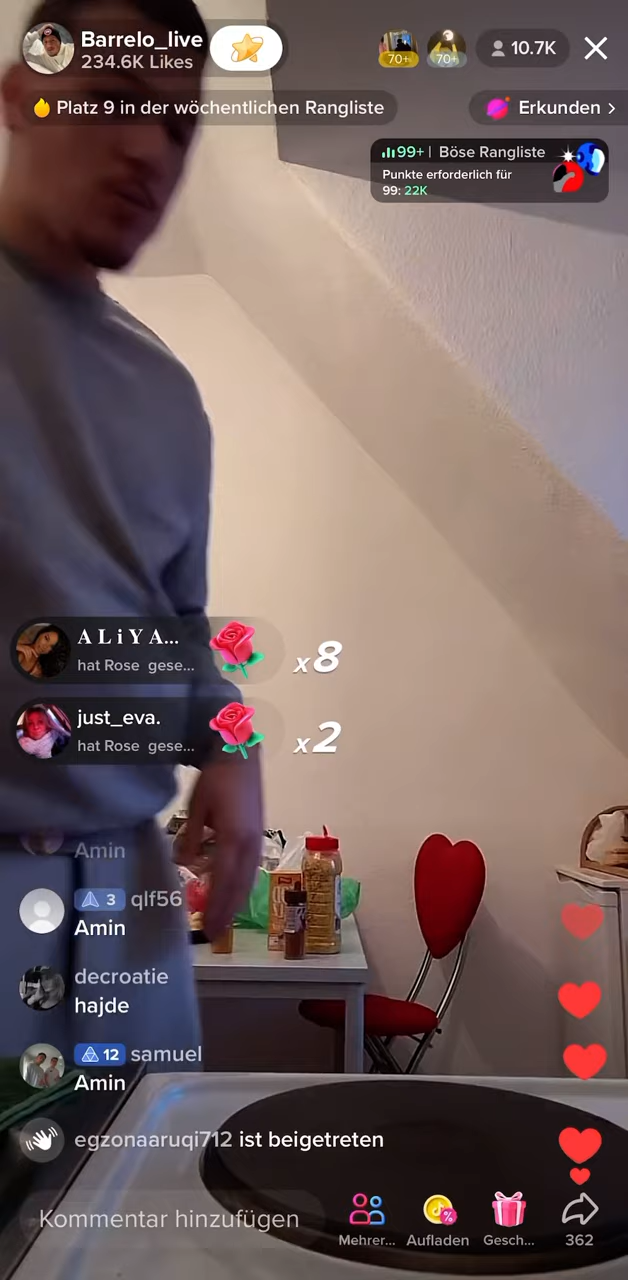 Barrelo_live
234.6K Likes
70+
70+
10.7K
Platz 9 in der wöchentlichen Rangliste
Erkunden >
99+ | Böse Rangliste
Punkte erforderlich für
99: 22K
A L i Y A...
hat Rose gese...
x8
just_eva.
hat Rose gese...
x2
Amin
3 qlf56
Amin
decroatie
hajde
12 samuel
Amin
egzonaaruqi712 ist beigetreten
Kommentar hinzufügen
Mehrer...
Aufladen
Gesch...
362